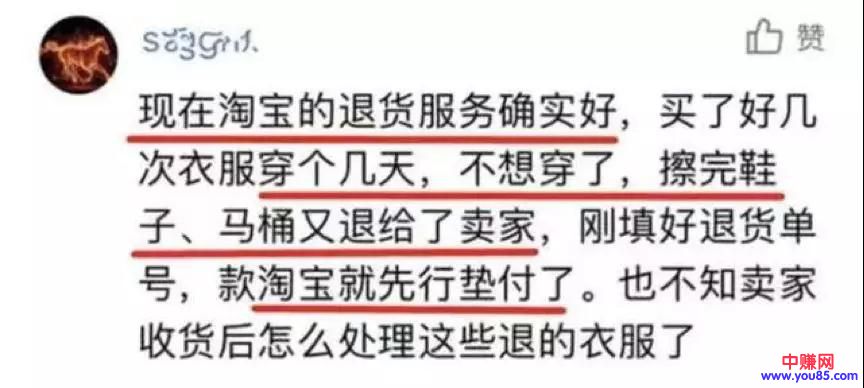 赞
现在淘宝的退货服务确实好，买了好几
次衣服穿个几天，不想穿了，擦完鞋
子、马桶又退给了卖家，刚填好退货单
号，款淘宝就先行垫付了。也不知卖家
收货后怎么处理这些退的衣服了
中赚网
www.you85.com